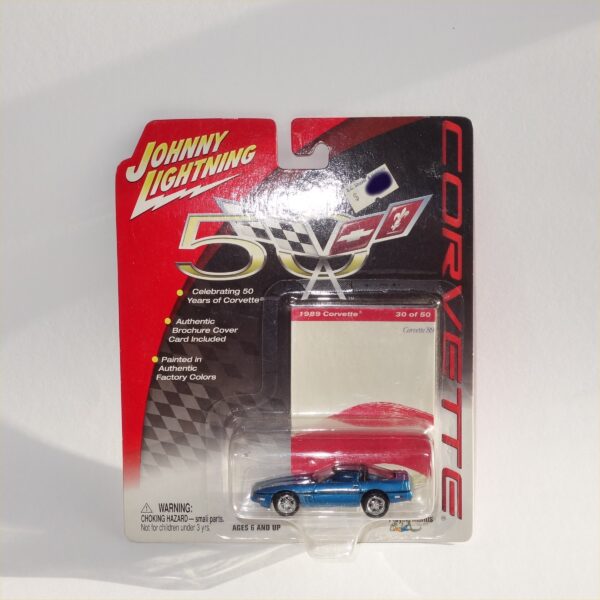 JOHNNY
LIGHTNING
50
CORVETTE
Celebrating 50
Years of Corvette®
Authentic
Brochure Cover
Card Included
Painted in
Authentic
Factory Colors
1989 Corvette® 30 of 50
Corvette 89
WARNING:
CHOKING HAZARD — small parts.
Not for children under 3 yrs.
AGES 6 AND UP